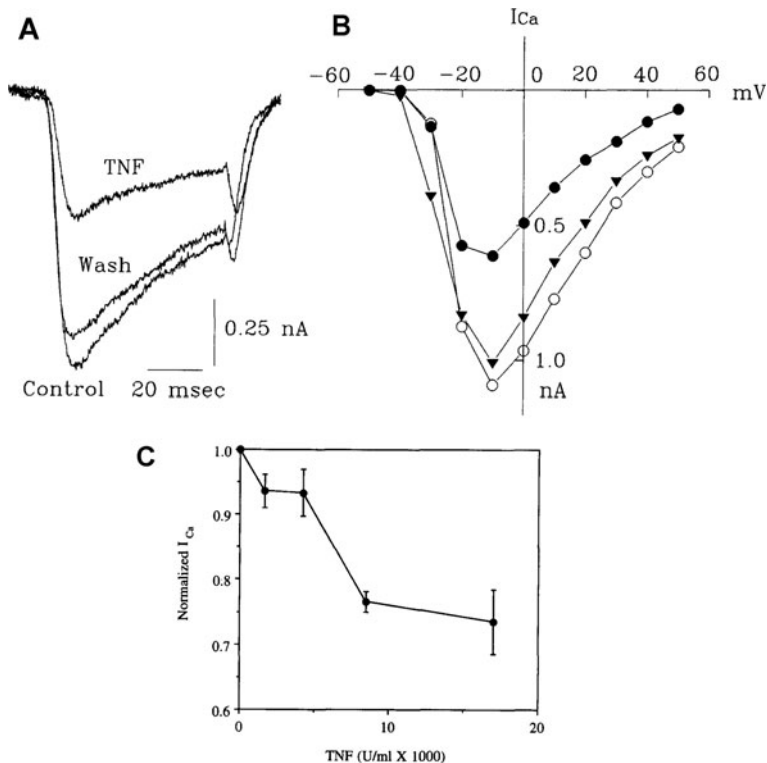 A
TNF
Wash
0.25 nA
Control 20 msec
B
ICa
-60 -40 -20 0 20 40 60
mV
0.5
1.0
nA
C
1.0
0.9
0.8
0.7
0.6
Normalized I Ca
0 10 20
TNF (U/ml X 1000)